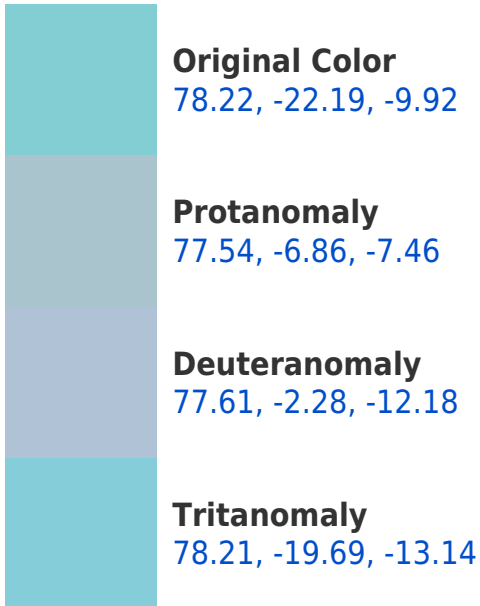 Original Color
78.22, -22.19, -9.92
Protanomaly
77.54, -6.86, -7.46
Deuteranomaly
77.61, -2.28, -12.18
Tritanomaly
78.21, -19.69, -13.14